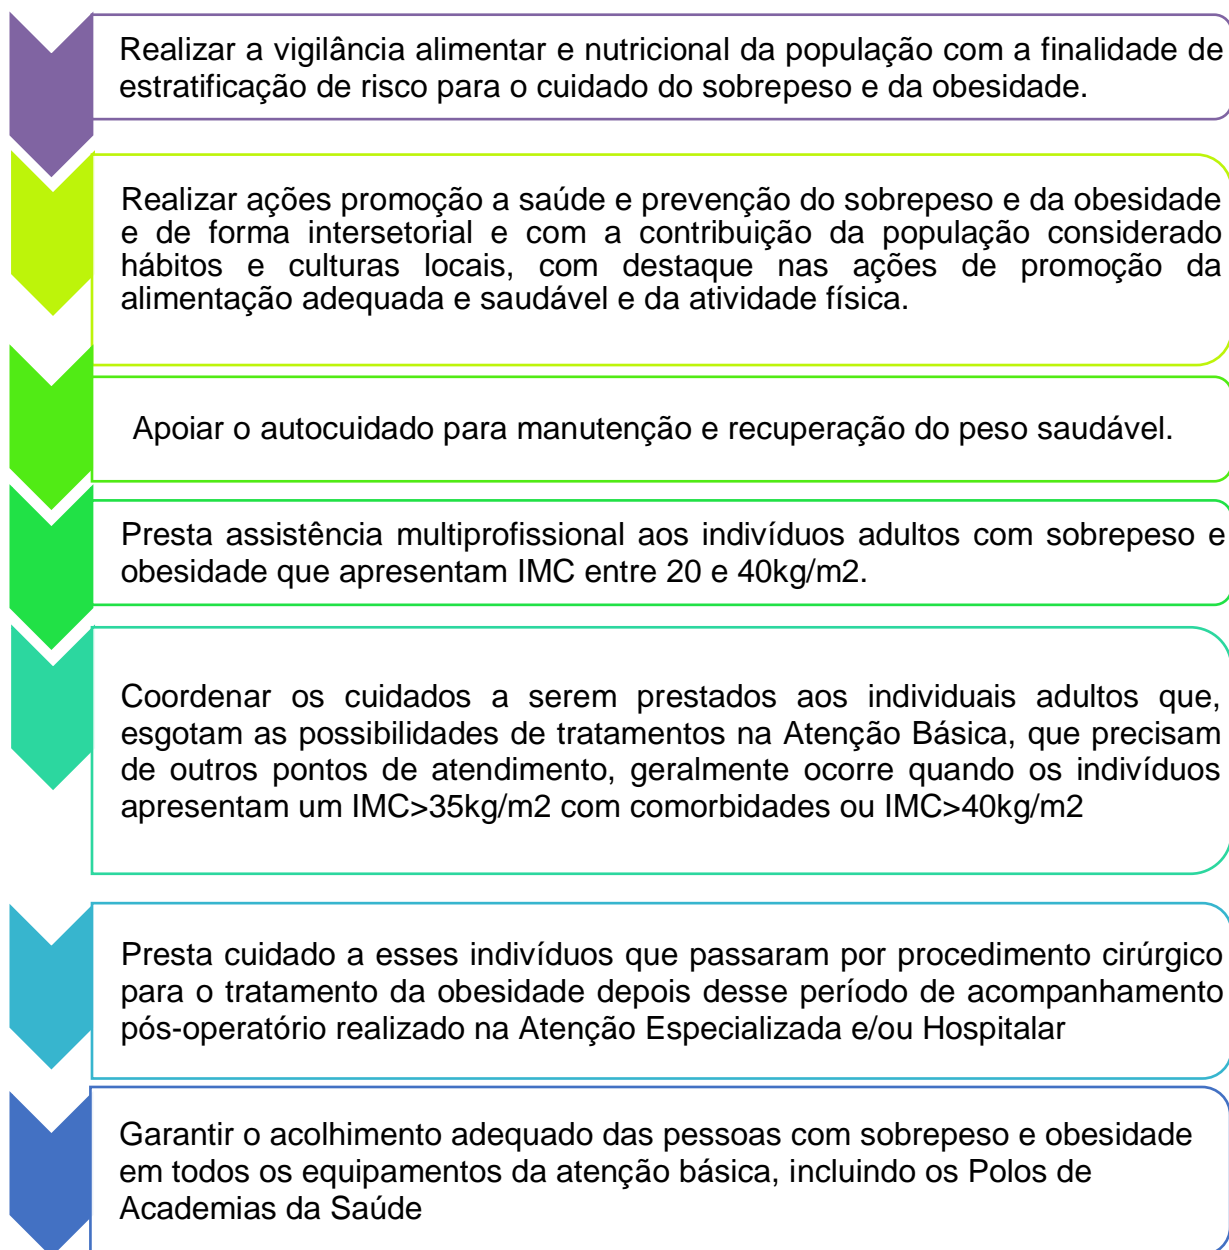 Realizar a vigilância alimentar e nutricional da população com a finalidade de
estratificação de risco para o cuidado do sobrepeso e da obesidade.
Realizar ações promoção a saúde e prevenção do sobrepeso e da obesidade
e de forma intersetorial e com a contribuição da população considerado
hábitos e culturas locais, com destaque nas ações de promoção da
alimentação adequada e saudável e da atividade física.
Apoiar o autocuidado para manutenção e recuperação do peso saudável.
Presta assistência multiprofissional aos indivíduos adultos com sobrepeso e
obesidade que apresentam IMC entre 20 e 40kg/m2.
Coordenar os cuidados a serem prestados aos individuais adultos que,
esgotam as possibilidades de tratamentos na Atenção Básica, que precisam
de outros pontos de atendimento, geralmente ocorre quando os indivíduos
apresentam um IMC>35kg/m2 com comorbidades ou IMC>40kg/m2
Presta cuidado a esses indivíduos que passaram por procedimento cirúrgico
para o tratamento da obesidade depois desse período de acompanhamento
pós-operatório realizado na Atenção Especializada e/ou Hospitalar
Garantir o acolhimento adequado das pessoas com sobrepeso e obesidade
em todos os equipamentos da atenção básica, incluindo os Polos de
Academias da Saúde